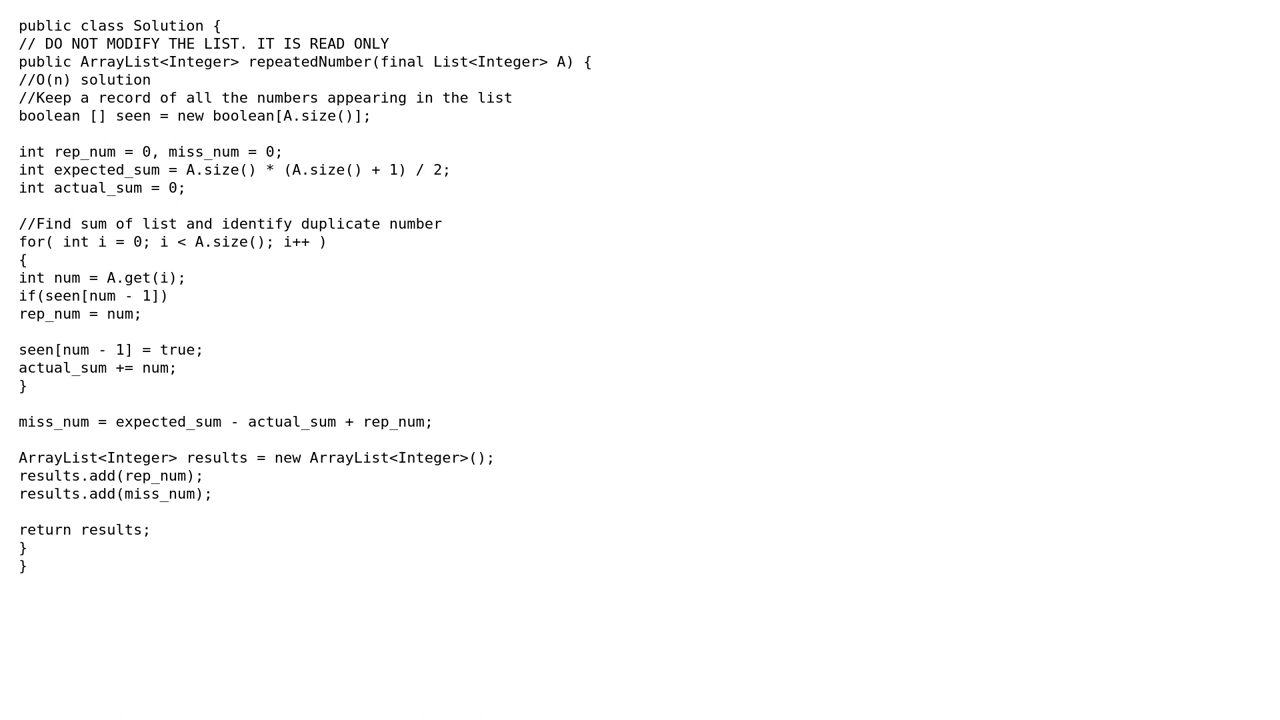 public class Solution {
// DO NOT MODIFY THE LIST. IT IS READ ONLY
public ArrayList<Integer> repeatedNumber(final List<Integer> A) {
//O(n) solution
//Keep a record of all the numbers appearing in the list
boolean [] seen = new boolean[A.size()];

int rep_num = 0, miss_num = 0;
int expected_sum = A.size() * (A.size() + 1) / 2;
int actual_sum = 0;

//Find sum of list and identify duplicate number
for( int i = 0; i < A.size(); i++ )
{
int num = A.get(i);
if(seen[num - 1])
rep_num = num;

seen[num - 1] = true;
actual_sum += num;
}

miss_num = expected_sum - actual_sum + rep_num;

ArrayList<Integer> results = new ArrayList<Integer>();
results.add(rep_num);
results.add(miss_num);

return results;
}
}